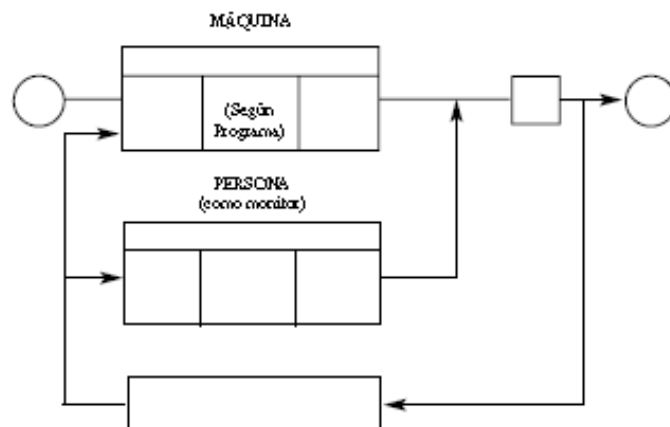 MÁQUINA
(Según
Programa)
PERSONA
(como monitor)